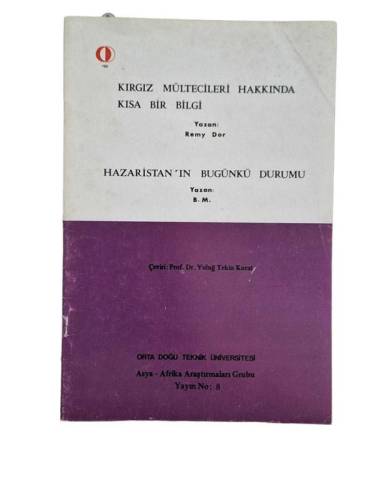 KIRGIZ MÜLTECİLERİ HAKKINDA
KISA BİR BİLGİ
Yazan:
Remy Dor
HAZARİSTAN'IN BUGÜNKÜ DURUMU
Yazan:
B. M.
Çeviri: Prof. Dr. Yuluğ Tekin Kurat
ORTA DOĞU TEKNİK ÜNİVERSİTESİ
Asya - Afrika Araştırmaları Grubu
Yayın No: 8